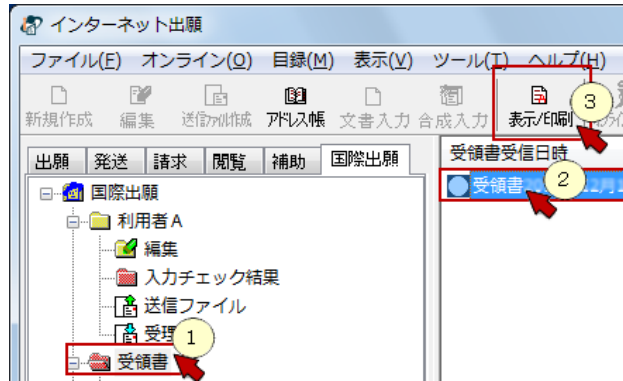 インターネット出願
ファイル(F) オンライン(O) 目録(M) 表示(V) ツール(T) ヘルプ(H)
新規作成 編集 送信ファイル作成 アドレス帳 文書入力 合成入力 表示/印刷
3
出願 発送 請求 閲覧 補助 国際出願
受領書受信日時
国際出願
受領書
2
利用者A
編集
入力チェック結果
送信ファイル
受理
1
受領書